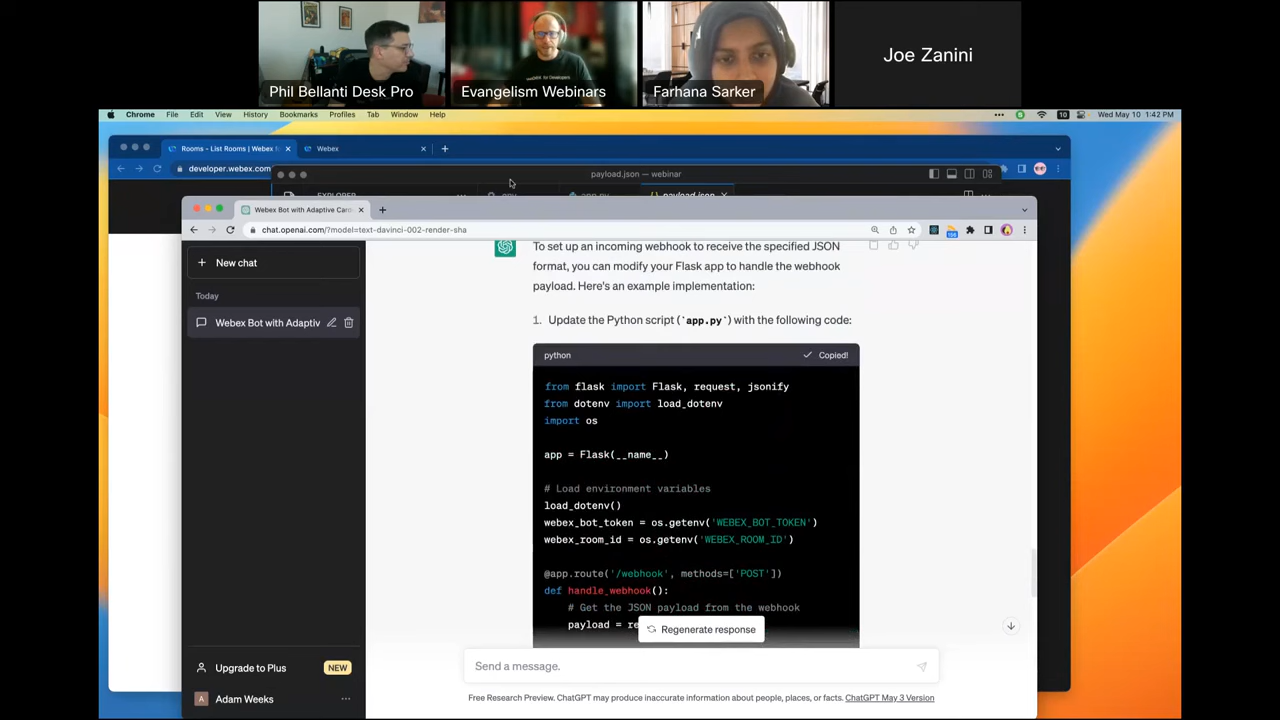 Phil Bellanti Desk Pro
Evangelism Webinars
Farhana Sarker
Joe Zanini
Chrome File Edit View History Bookmarks Profiles Tab Window Help
10 Wed May 10 1:42 PM
Rooms - List Rooms | Webex f
Webex
developer.webex.com
payload.json — webinar
EXPLORER
payload.json
Webex Bot with Adaptive Car
chat.openai.com/?model=text-davinci-002-render-sha
New chat
Today
Webex Bot with Adaptiv
To set up an incoming webhook to receive the specified JSON
format, you can modify your Flask app to handle the webhook
payload. Here's an example implementation:
1. Update the Python script (`app.py`) with the following code:
python
Copied!
from flask import Flask, request, jsonify
from dotenv import load_dotenv
import os
app = Flask(__name__)
# Load environment variables
load_dotenv()
webex_bot_token = os.getenv('WEBEX_BOT_TOKEN')
webex_room_id = os.getenv('WEBEX_ROOM_ID')
@app.route('/webhook', methods=['POST'])
def handle_webhook():
# Get the JSON payload from the webhook
payload = re
Regenerate response
Send a message.
Free Research Preview. ChatGPT may produce inaccurate information about people, places, or facts. ChatGPT May 3 Version
Upgrade to Plus
NEW
A Adam Weeks